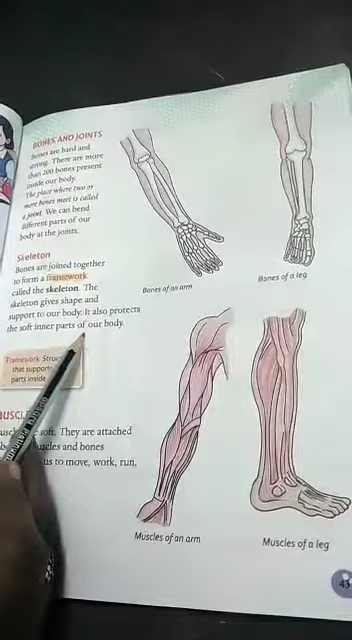 BONES AND JOINTS
Bones are hard and
strong. There are more
than 200 bones present
inside our body.
The place where two or
more bones meet is called
a joint. We can bend
different parts of our
body at the joints.
Skeleton
Bones are joined together
to form a framework
called the skeleton. The
skeleton gives shape and
support to our body. It also protects
the soft inner parts of our body.
Framework
that supports
parts inside
soft. They are attached
and bones
us to move, work, run,
Bones of an arm
Bones of a leg
Muscles of an arm
Muscles of a leg
43